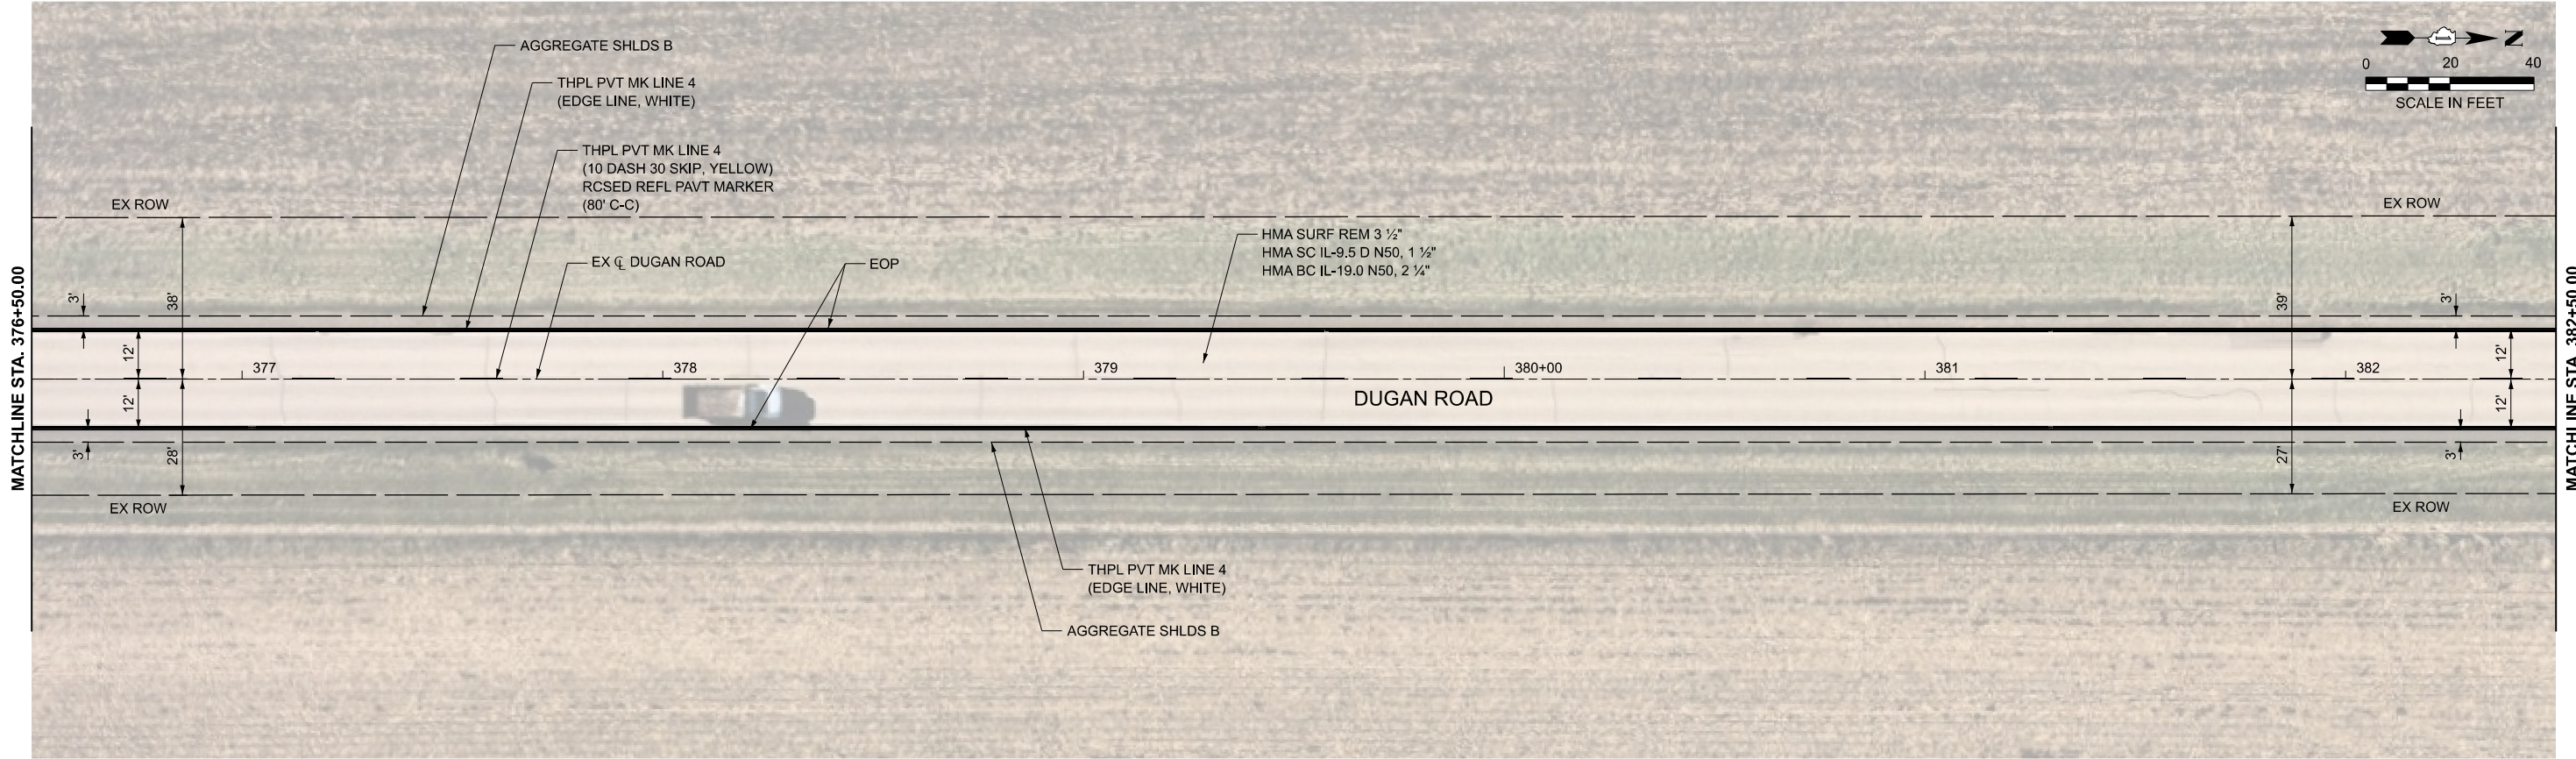 AGGREGATE SHLDS B
THPL PVT MK LINE 4
(EDGE LINE, WHITE)
THPL PVT MK LINE 4
(10 DASH 30 SKIP, YELLOW)
RCSED REFL PAVT MARKER
(80' C-C)
N
0 20 40
SCALE IN FEET
EX ROW
EX ROW
HMA SURF REM 3 ½"
HMA SC IL-9.5 D N50, 1 ½"
HMA BC IL-19.0 N50, 2 ¼"
EX ℄ DUGAN ROAD
EOP
MATCHLINE STA. 376+50.00
MATCHLINE STA. 382+50.00
3'
38'
39'
3'
12'
12'
377
378
379
380+00
381
382
12'
12'
DUGAN ROAD
3'
28'
27'
3'
EX ROW
EX ROW
THPL PVT MK LINE 4
(EDGE LINE, WHITE)
AGGREGATE SHLDS B